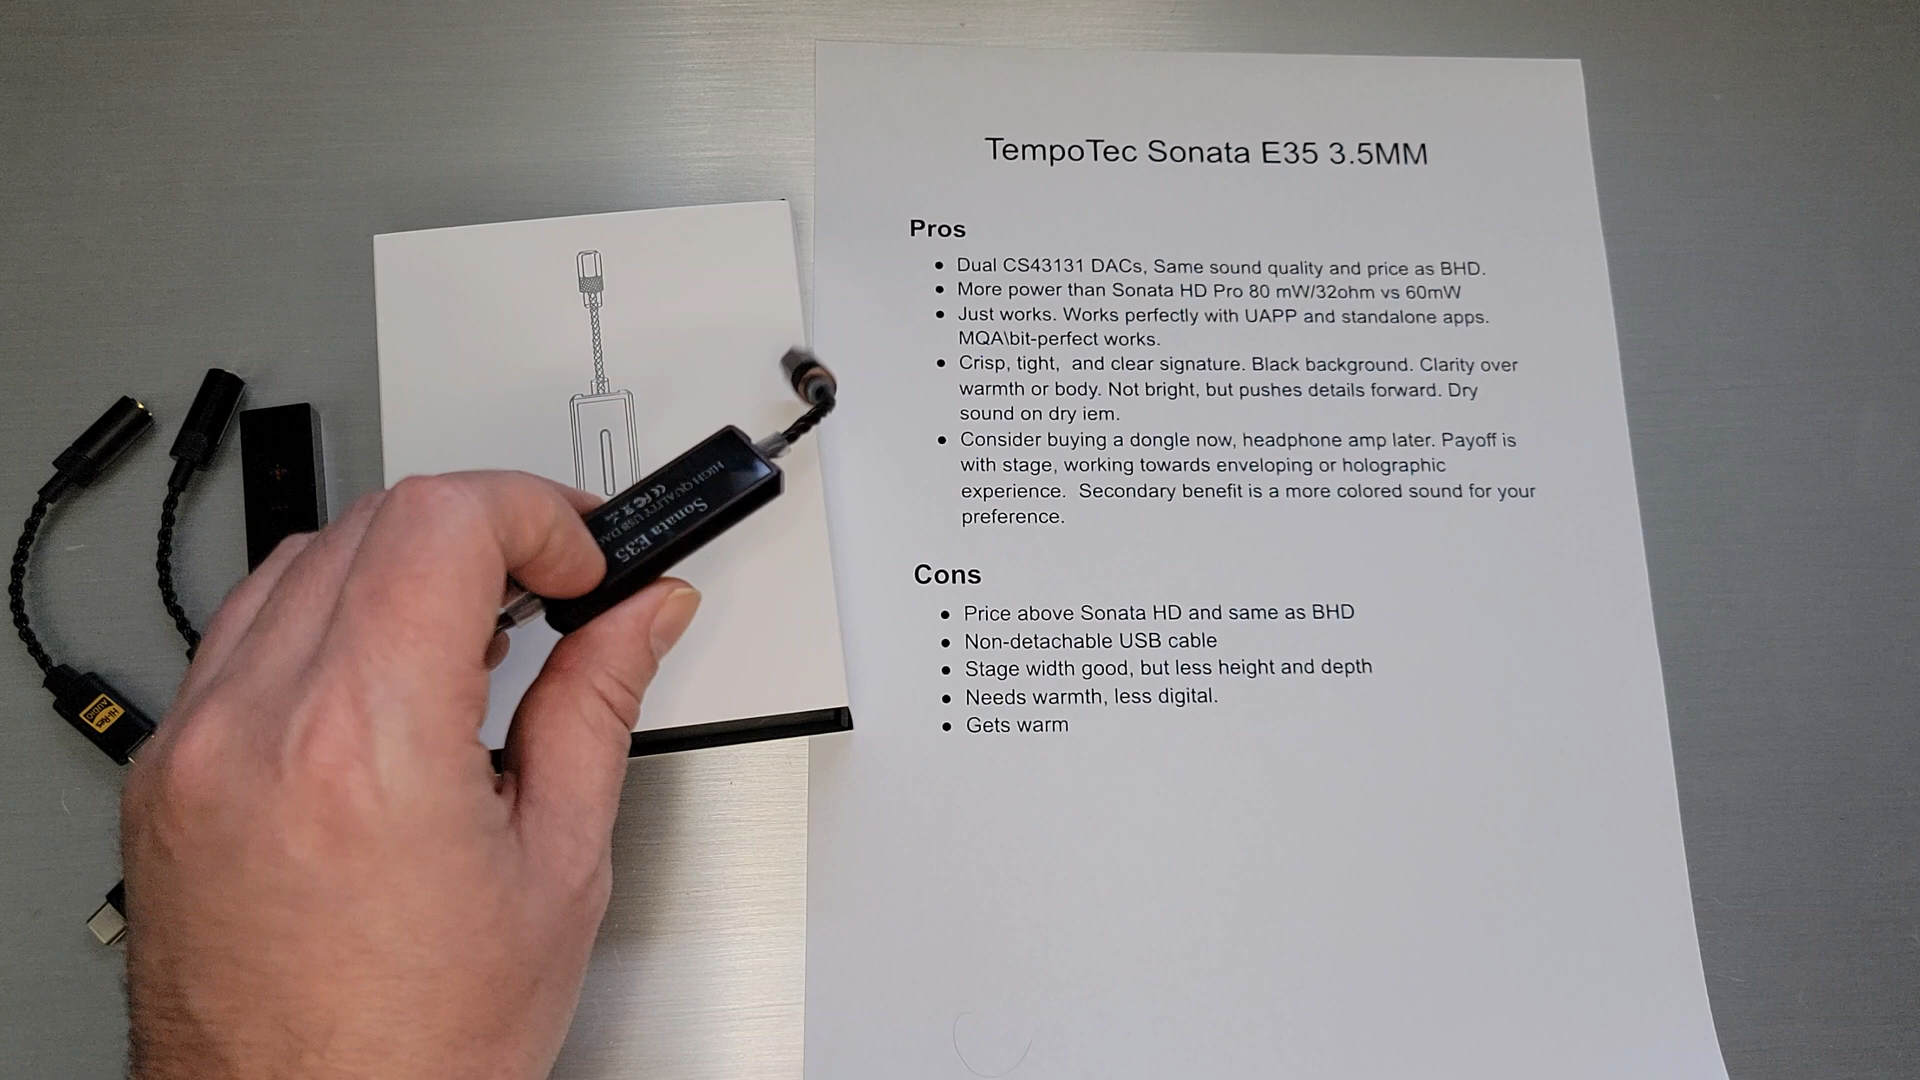 TempoTec Sonata E35 3.5MM
Pros
• Dual CS43131 DACs, Same sound quality and price as BHD.
• More power than Sonata HD Pro 80 mW/32ohm vs 60mW
• Just works. Works perfectly with UAPP and standalone apps.
MQA\bit-perfect works.
• Crisp, tight,  and clear signature. Black background. Clarity over
warmth or body. Not bright, but pushes details forward. Dry
sound on dry iem.
• Consider buying a dongle now, headphone amp later. Payoff is
with stage, working towards enveloping or holographic
experience.  Secondary benefit is a more colored sound for your
preference.
Cons
• Price above Sonata HD and same as BHD
• Non-detachable USB cable
• Stage width good, but less height and depth
• Needs warmth, less digital.
• Gets warm
Sonata E35
HIGH QUALITY USB DAC
CE FC
Hi-Res
AUDIO